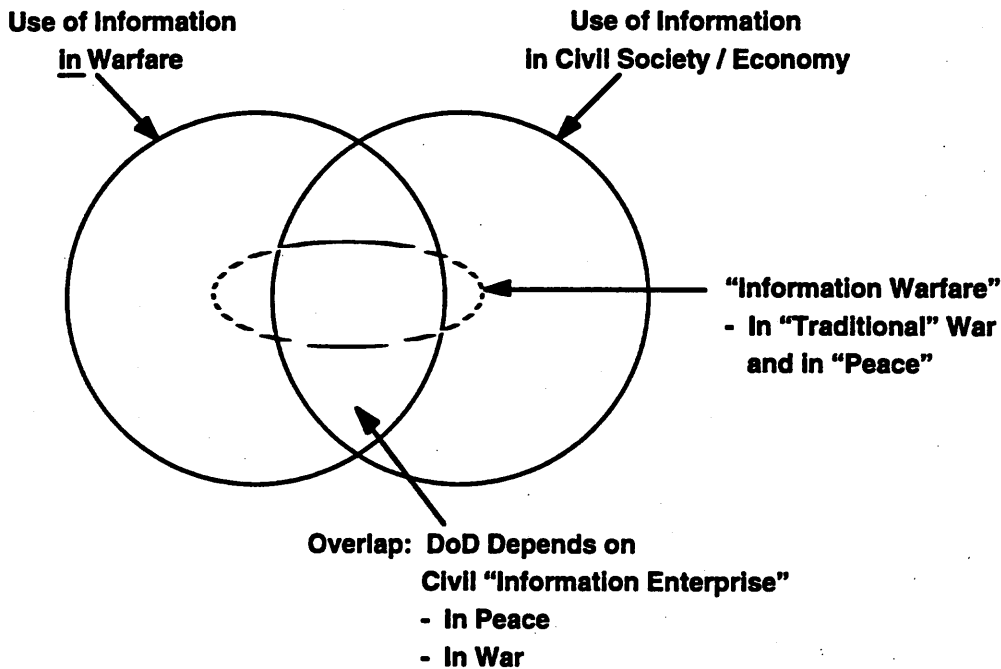 Use of Information
in Warfare
Use of Information
in Civil Society / Economy
“Information Warfare”
- In “Traditional” War
and in “Peace”
Overlap: DoD Depends on
Civil “Information Enterprise”
- In Peace
- In War